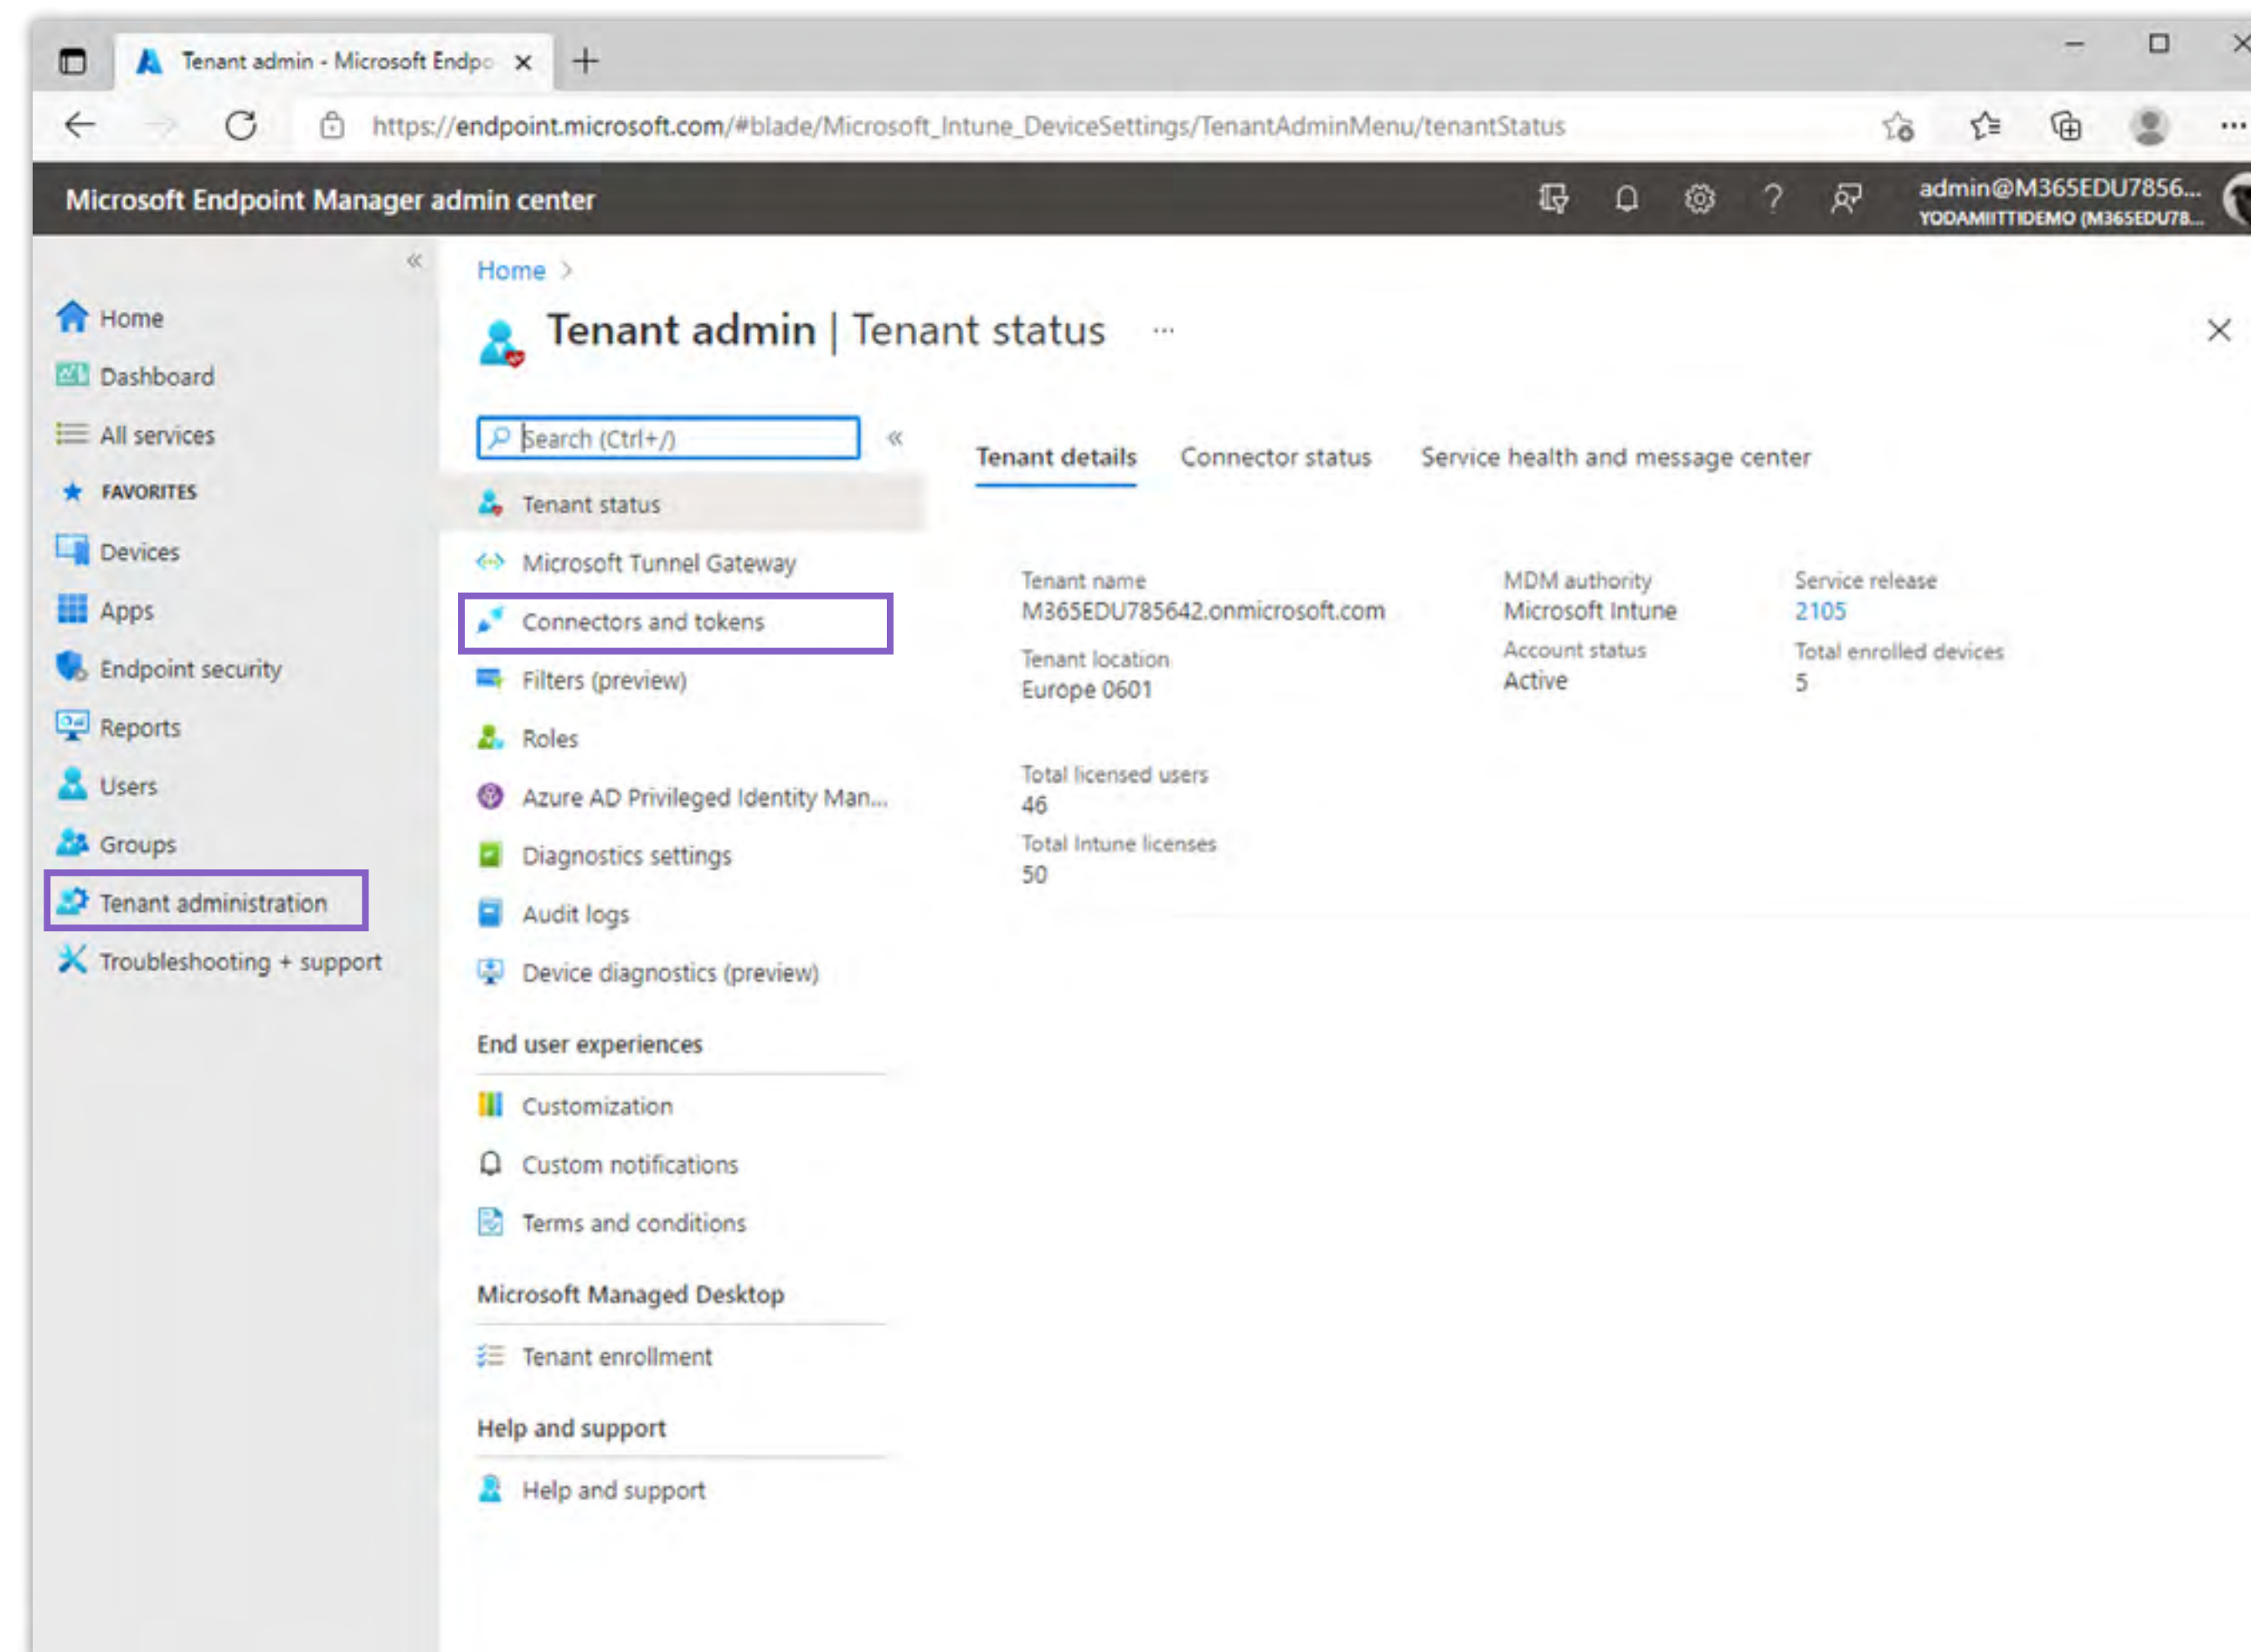 Tenant admin - Microsoft Endpo
https://endpoint.microsoft.com/#blade/Microsoft_Intune_DeviceSettings/TenantAdminMenu/tenantStatus
Microsoft Endpoint Manager admin center
admin@M365EDU7856...
YODAMIITTIDEMO (M365EDU78...
Home
Dashboard
All services
FAVORITES
Devices
Apps
Endpoint security
Reports
Users
Groups
Tenant administration
Troubleshooting + support
Home >
Tenant admin | Tenant status ...
Search (Ctrl+/)
Tenant status
Microsoft Tunnel Gateway
Connectors and tokens
Filters (preview)
Roles
Azure AD Privileged Identity Man...
Diagnostics settings
Audit logs
Device diagnostics (preview)
End user experiences
Customization
Custom notifications
Terms and conditions
Microsoft Managed Desktop
Tenant enrollment
Help and support
Help and support
Tenant details Connector status Service health and message center
Tenant name
M365EDU785642.onmicrosoft.com
Tenant location
Europe 0601
Total licensed users
46
Total Intune licenses
50
MDM authority
Microsoft Intune
Account status
Active
Service release
2105
Total enrolled devices
5